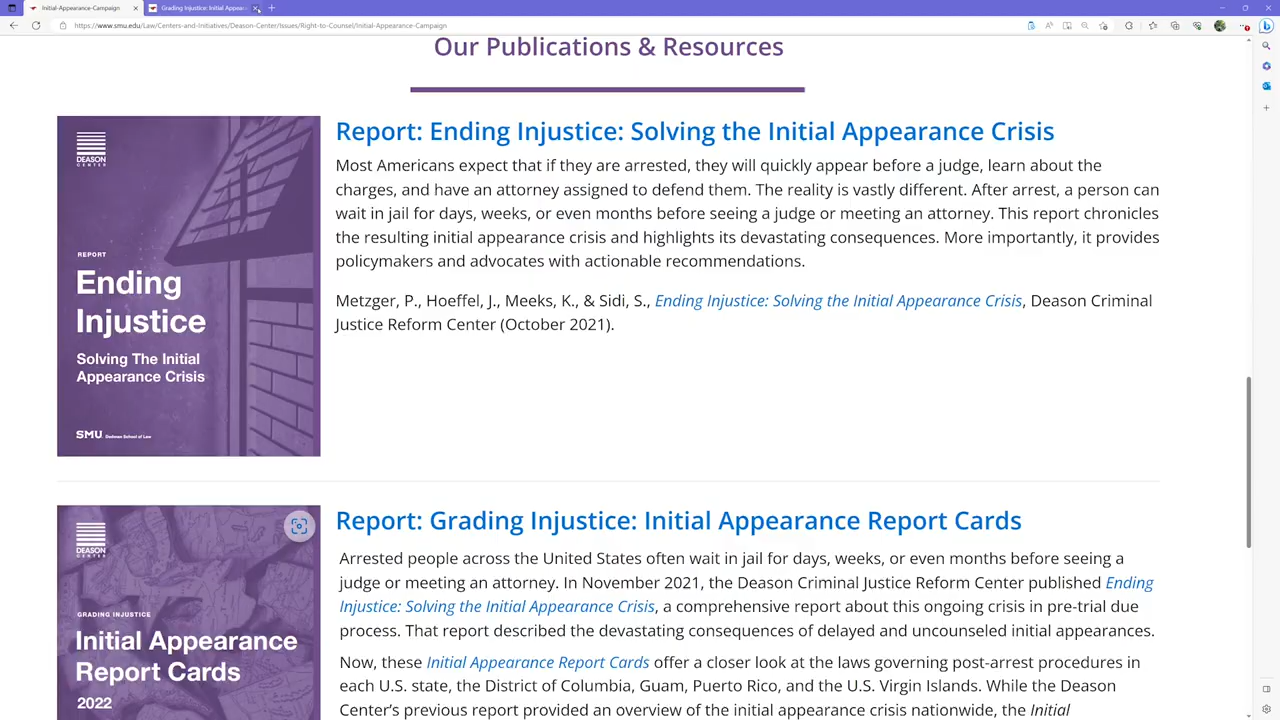 Initial-Appearance-Campaign
Grading Injustice: Initial Appea
https://www.smu.edu/Law/Centers-and-Initiatives/Deason-Center/Issues/Right-to-Counsel/Initial-Appearance-Campaign
Our Publications & Resources
DEASON
CENTER
REPORT
Ending
Injustice
Solving The Initial
Appearance Crisis
SMU. Dedman School of Law
Report: Ending Injustice: Solving the Initial Appearance Crisis
Most Americans expect that if they are arrested, they will quickly appear before a judge, learn about the
charges, and have an attorney assigned to defend them. The reality is vastly different. After arrest, a person can
wait in jail for days, weeks, or even months before seeing a judge or meeting an attorney. This report chronicles
the resulting initial appearance crisis and highlights its devastating consequences. More importantly, it provides
policymakers and advocates with actionable recommendations.
Metzger, P., Hoeffel, J., Meeks, K., & Sidi, S., Ending Injustice: Solving the Initial Appearance Crisis, Deason Criminal
Justice Reform Center (October 2021).
DEASON
CENTER
GRADING INJUSTICE
Initial Appearance
Report Cards
2022
Report: Grading Injustice: Initial Appearance Report Cards
Arrested people across the United States often wait in jail for days, weeks, or even months before seeing a
judge or meeting an attorney. In November 2021, the Deason Criminal Justice Reform Center published Ending
Injustice: Solving the Initial Appearance Crisis, a comprehensive report about this ongoing crisis in pre-trial due
process. That report described the devastating consequences of delayed and uncounseled initial appearances.
Now, these Initial Appearance Report Cards offer a closer look at the laws governing post-arrest procedures in
each U.S. state, the District of Columbia, Guam, Puerto Rico, and the U.S. Virgin Islands. While the Deason
Center's previous report provided an overview of the initial appearance crisis nationwide, the Initial